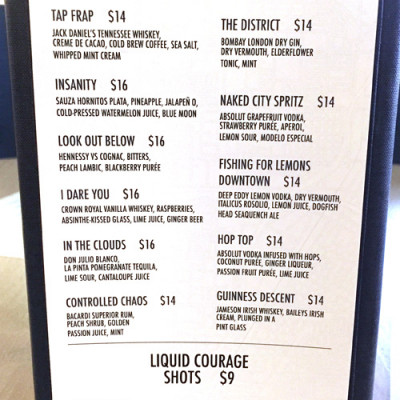 TAP FRAP $14
JACK DANIEL'S TENNESSEE WHISKEY,
CREME DE CACAO, COLD BREW COFFEE, SEA SALT,
WHIPPED MINT CREAM
INSANITY $16
SAUZA HORNITOS PLATA, PINEAPPLE, JALAPEÑ O,
COLD-PRESSED WATERMELON JUICE, BLUE MOON
LOOK OUT BELOW $16
HENNESSY VS COGNAC, BITTERS,
PEACH LAMBIC, BLACKBERRY PURÉE
I DARE YOU $16
CROWN ROYAL VANILLA WHISKEY, RASPBERRIES,
ABSINTHE-KISSED GLASS, LIME JUICE, GINGER BEER
IN THE CLOUDS $16
DON JULIO BLANCO,
LA PINTA POMEGRANATE TEQUILA,
LIME SOUR, CANTALOUPE JUICE
CONTROLLED CHAOS $14
BACARDI SUPERIOR RUM,
PEACH SHRUB, GOLDEN
PASSION JUICE, MINT
THE DISTRICT $14
BOMBAY LONDON DRY GIN,
DRY VERMOUTH, ELDERFLOWER
TONIC, MINT
NAKED CITY SPRITZ $14
ABSOLUT GRAPEFRUIT VODKA,
STRAWBERRY PURÉE, APEROL,
LEMON SOUR, MODELO ESPECIAL
FISHING FOR LEMONS
DOWNTOWN $14
DEEP EDDY LEMON VODKA, DRY VERMOUTH,
ITALICUS ROSOLIO, LEMON JUICE, DOGFISH
HEAD SEAQUENCH ALE
HOP TOP $14
ABSOLUT VODKA INFUSED WITH HOPS,
COCONUT PURÉE, GINGER LIQUEUR,
PASSION FRUIT PURÉE, LIME JUICE
GUINNESS DESCENT $14
JAMESON IRISH WHISKEY, BAILEYS IRISH
CREAM, PLUNGED IN A
PINT GLASS
LIQUID COURAGE
SHOTS $9